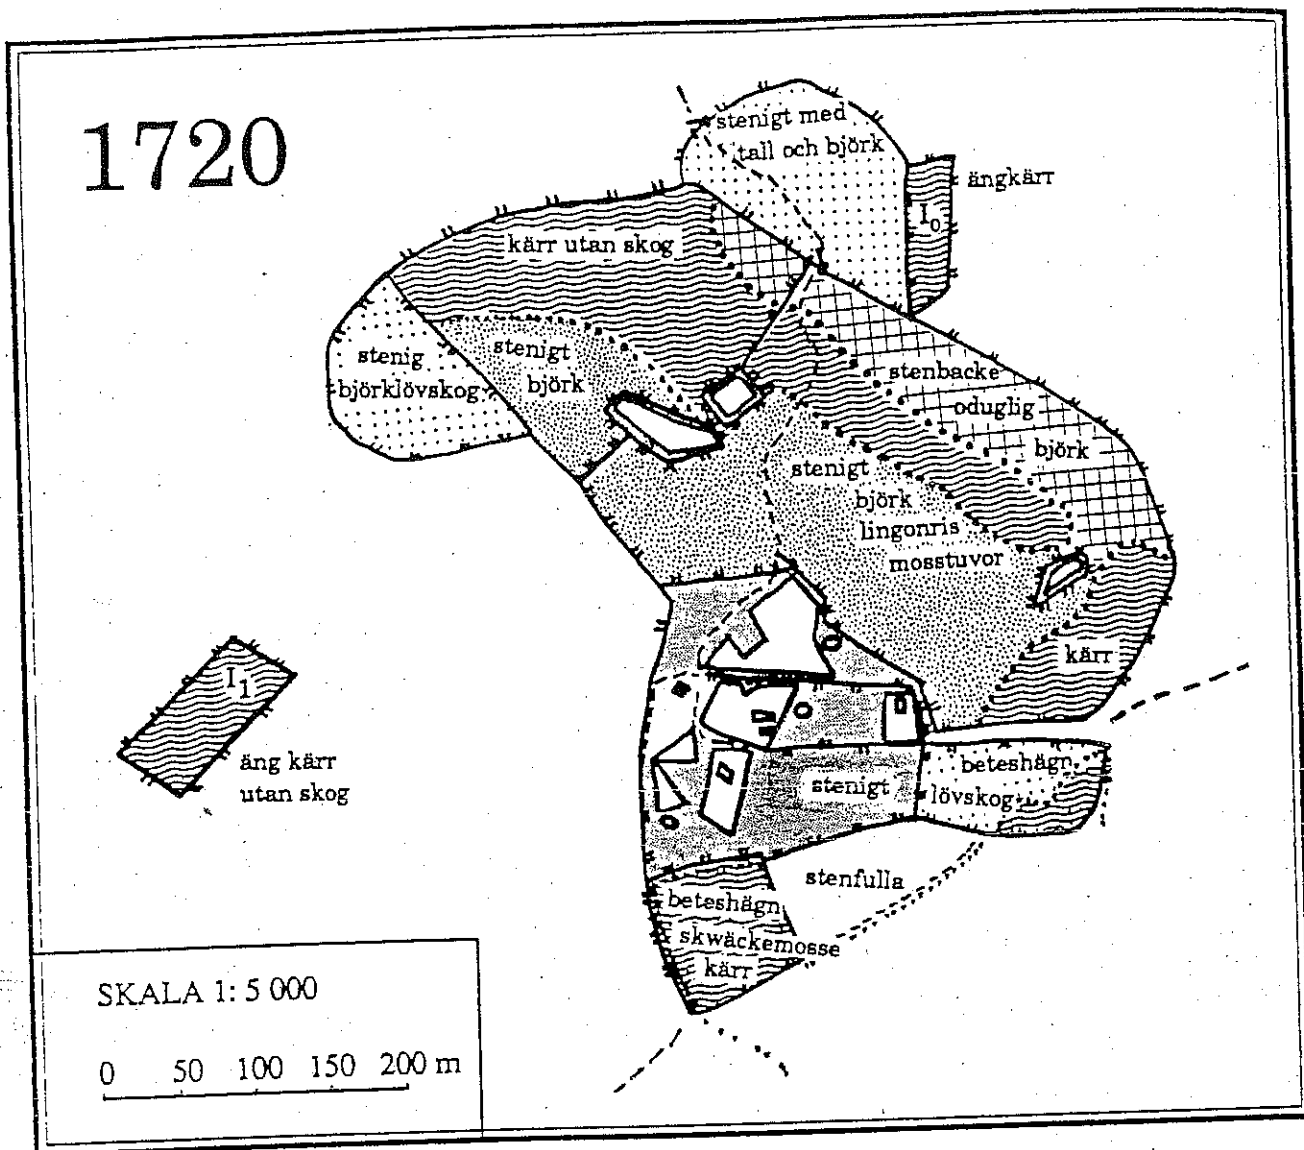 1720
stenigt med
tall och björk
ängkärr
I0
kärr utan skog
stenig
björklövskog
stenigt
björk
stenbacke
oduglig
björk
stenigt
björk
lingonris
mosstuvor
kärr
I1
äng kärr
utan skog
beteshägn
lövskog
stenigt
stenfulla
beteshägn
skwäckemosse
kärr
SKALA 1: 5 000
0 50 100 150 200 m